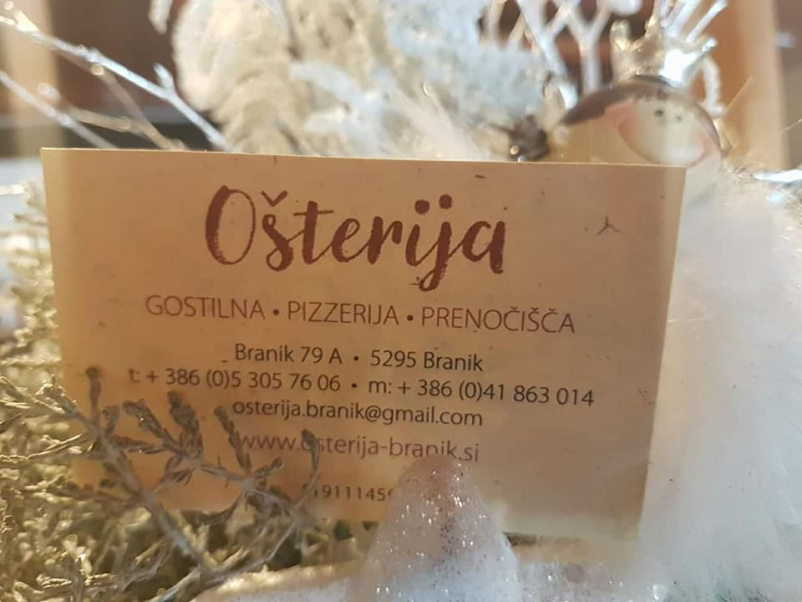 Ošterija
GOSTILNA • PIZZERIJA • PRENOČIŠČA
Branik 79 A • 5295 Branik
t: + 386 (0)5 305 76 06 • m: + 386 (0)41 863 014
osterija.branik@gmail.com
www.osterija-branik.si